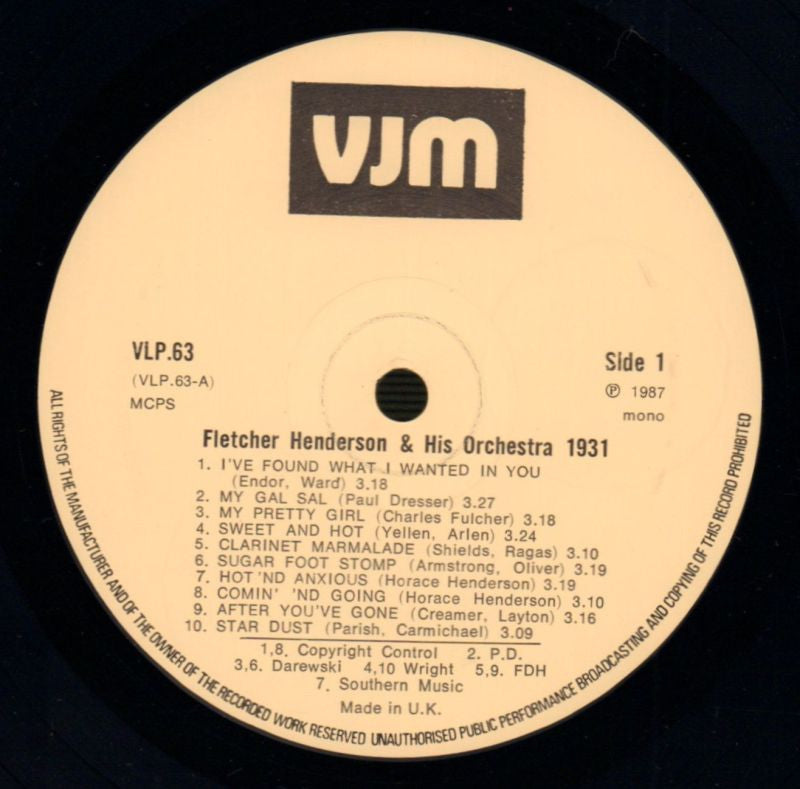 VJM
VLP.63
(VLP.63-A)
MCPS
Side 1
℗ 1987
mono
Fletcher Henderson & His Orchestra 1931
1. I'VE FOUND WHAT I WANTED IN YOU
(Endor, Ward) 3.18
2. MY GAL SAL (Paul Dresser) 3.27
3. MY PRETTY GIRL (Charles Fulcher) 3.18
4. SWEET AND HOT (Yellen, Arlen) 3.24
5. CLARINET MARMALADE (Shields, Ragas) 3.10
6. SUGAR FOOT STOMP (Armstrong, Oliver) 3.19
7. HOT 'ND ANXIOUS (Horace Henderson) 3.19
8. COMIN' 'ND GOING (Horace Henderson) 3.10
9. AFTER YOU'VE GONE (Creamer, Layton) 3.16
10. STAR DUST (Parish, Carmichael) 3.09
1,8. Copyright Control 2. P.D.
3,6. Darewski 4,10 Wright 5,9. FDH
7. Southern Music
Made in U.K.
ALL RIGHTS OF THE MANUFACTURER AND OF THE OWNER OF THE RECORDED WORK RESERVED UNAUTHORISED PUBLIC PERFORMANCE BROADCASTING AND COPYING OF THIS RECORD PROHIBITED